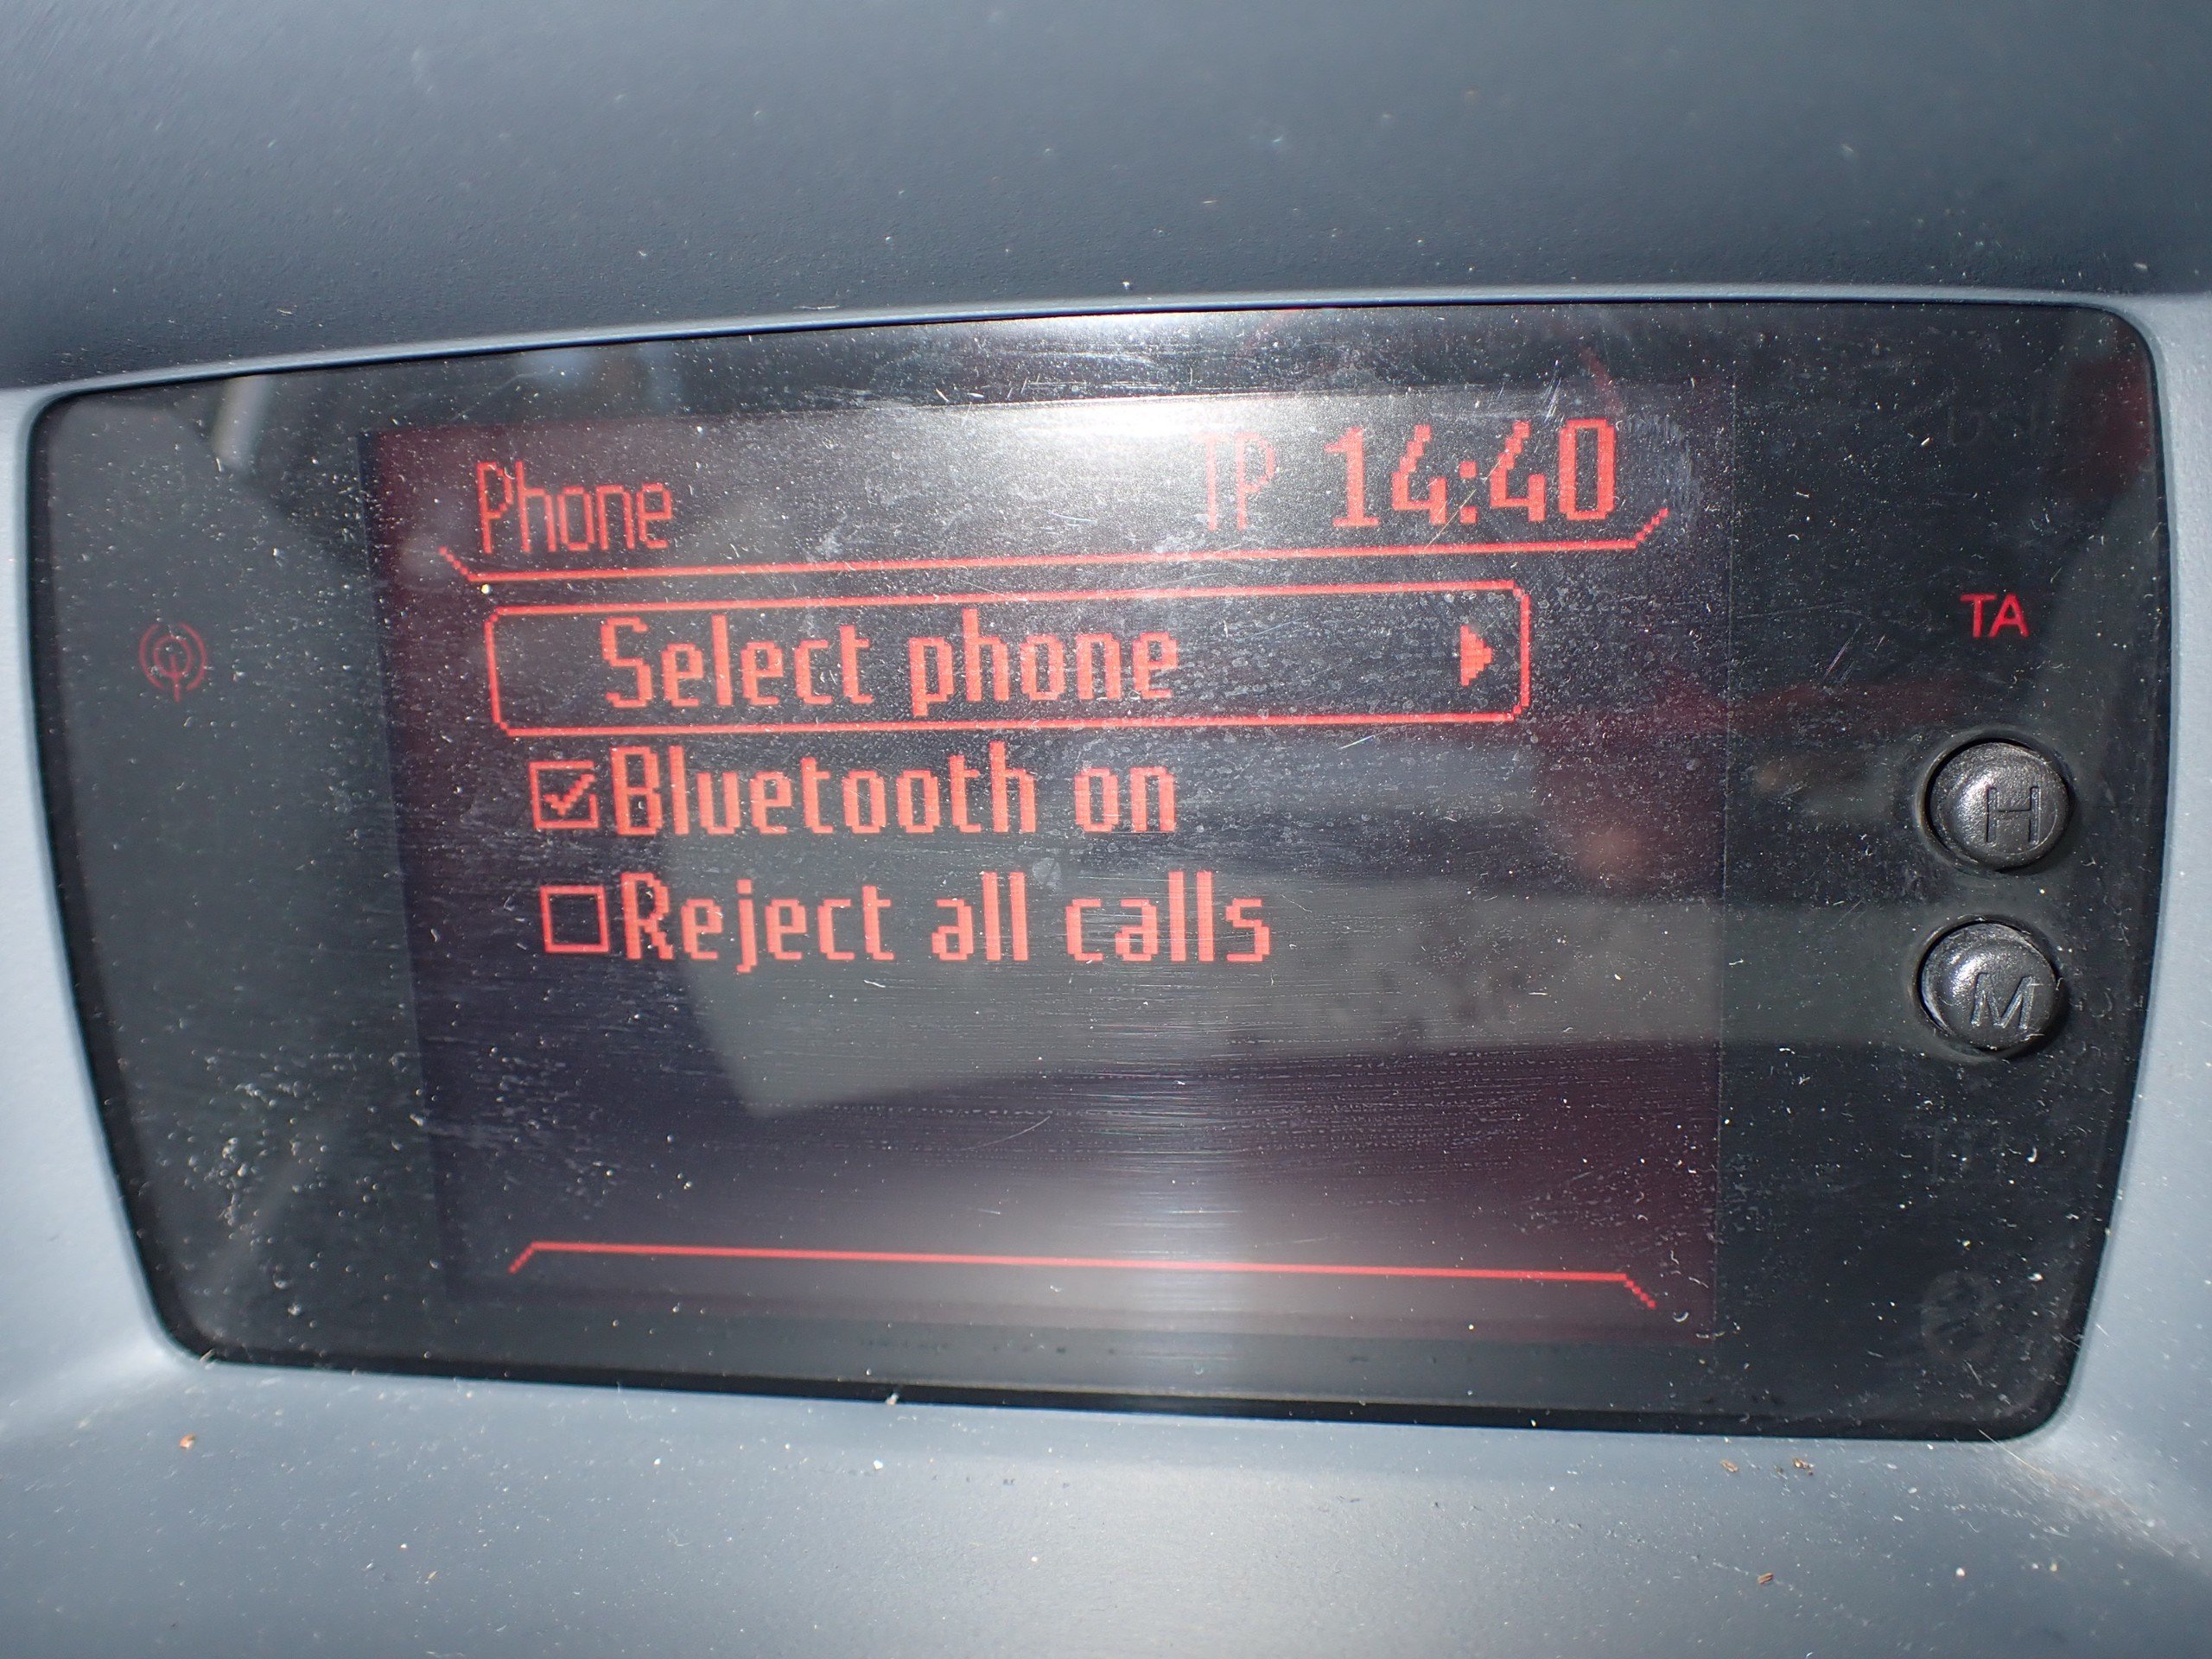 Phone TP 14:40
Select phone
TA
Bluetooth on
H
Reject all calls
M